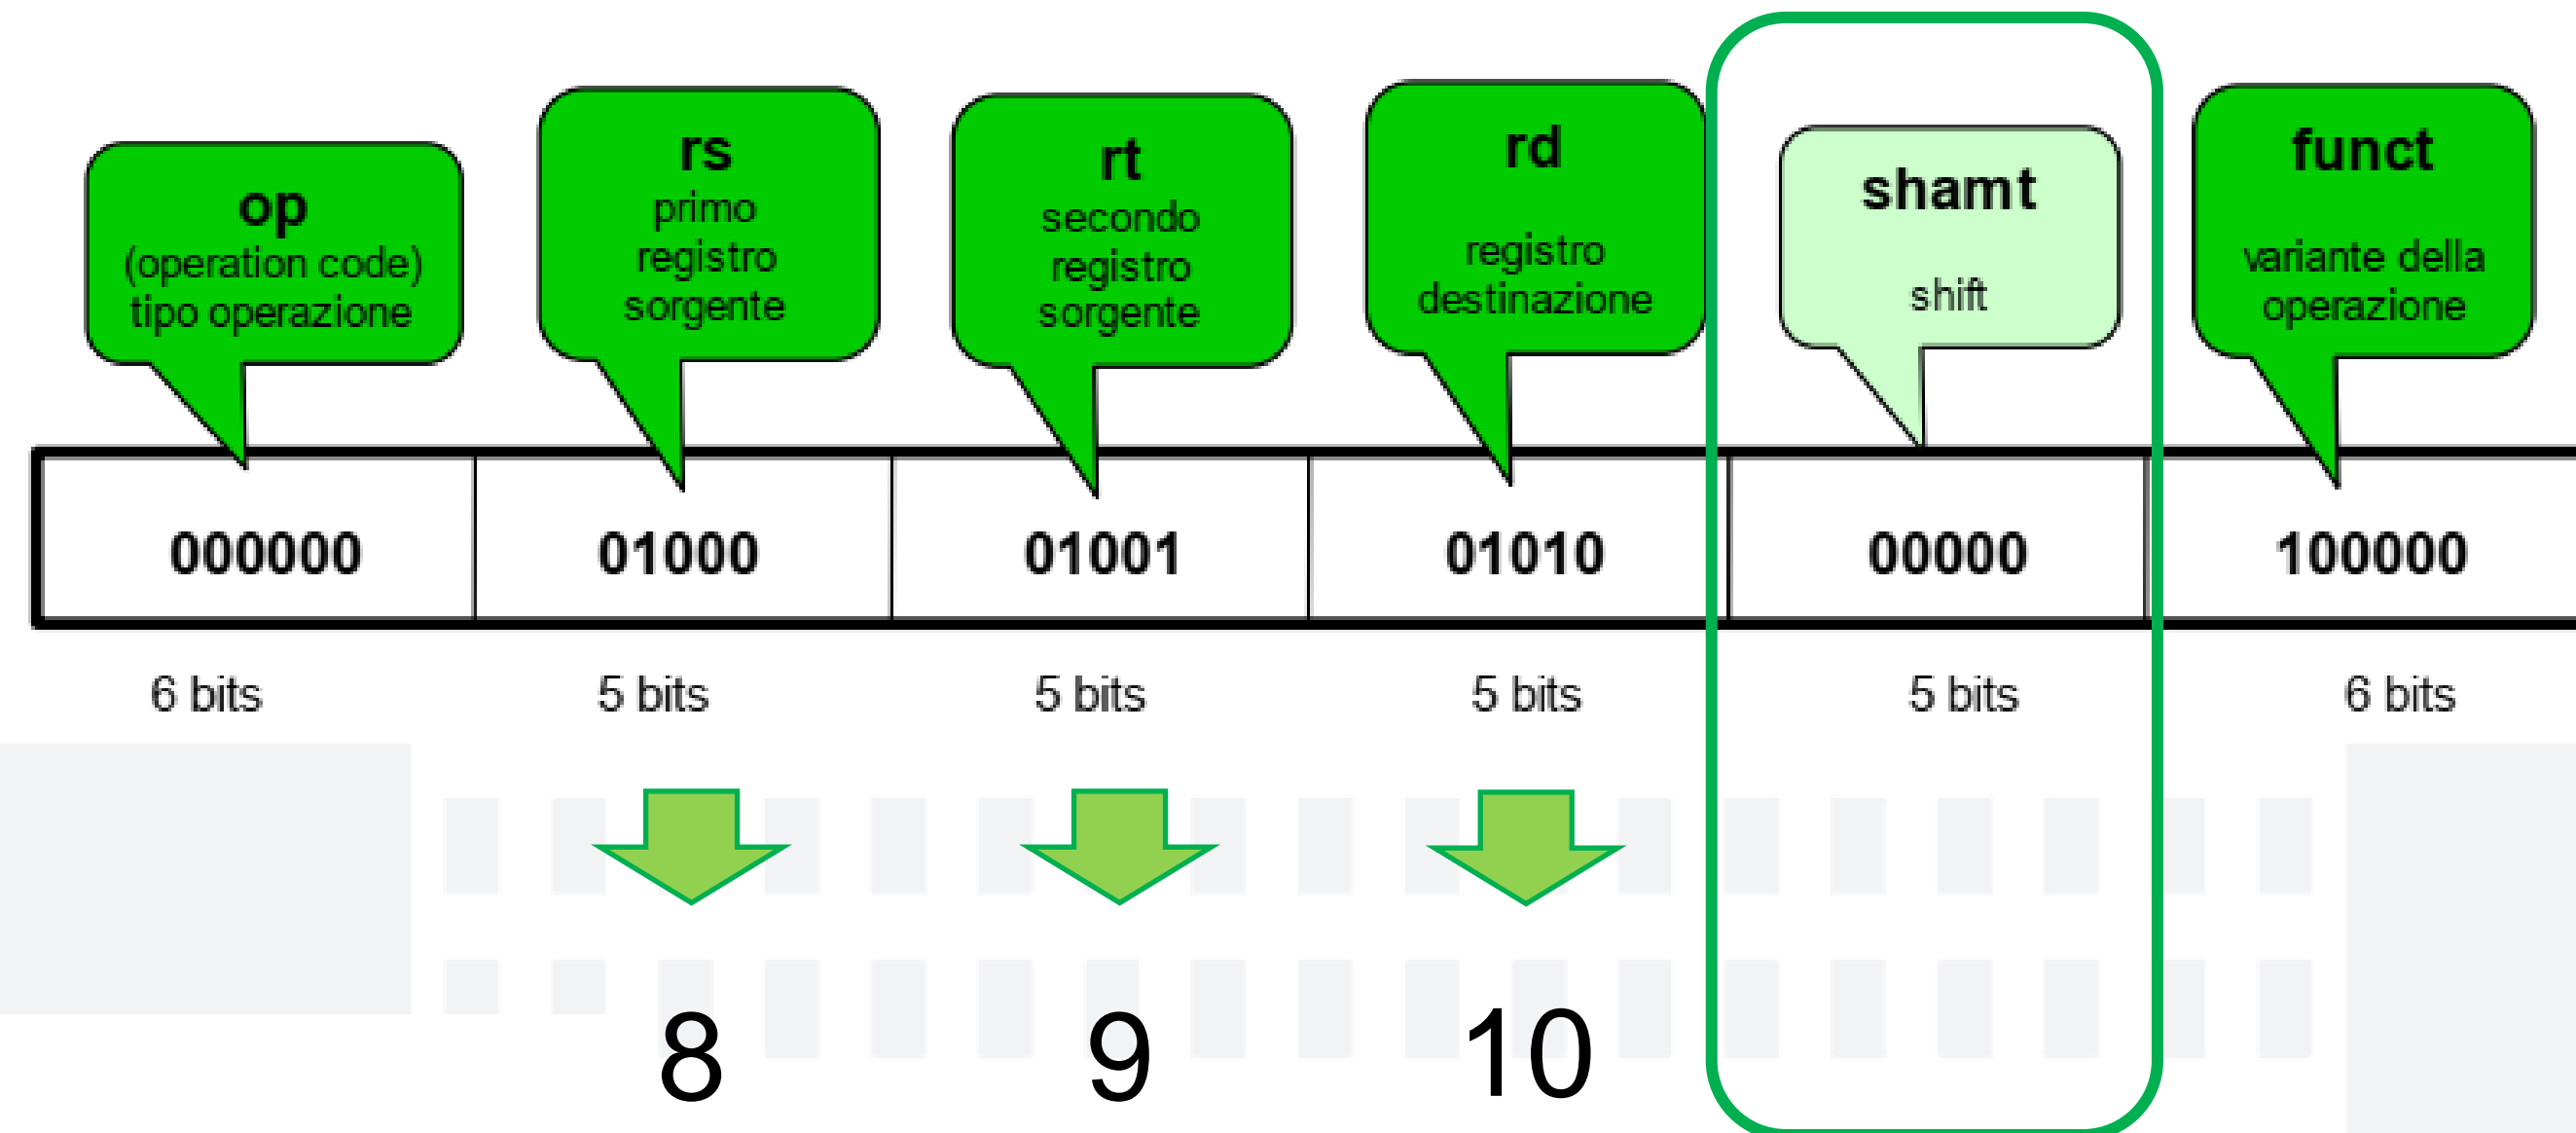 op
(operation code)
tipo operazione
rs
primo
registro
sorgente
rt
secondo
registro
sorgente
rd
registro
destinazione
shamt
shift
funct
variante della
operazione
000000 01000 01001 01010 00000 100000
6 bits 5 bits 5 bits 5 bits 5 bits 6 bits
8 9 10